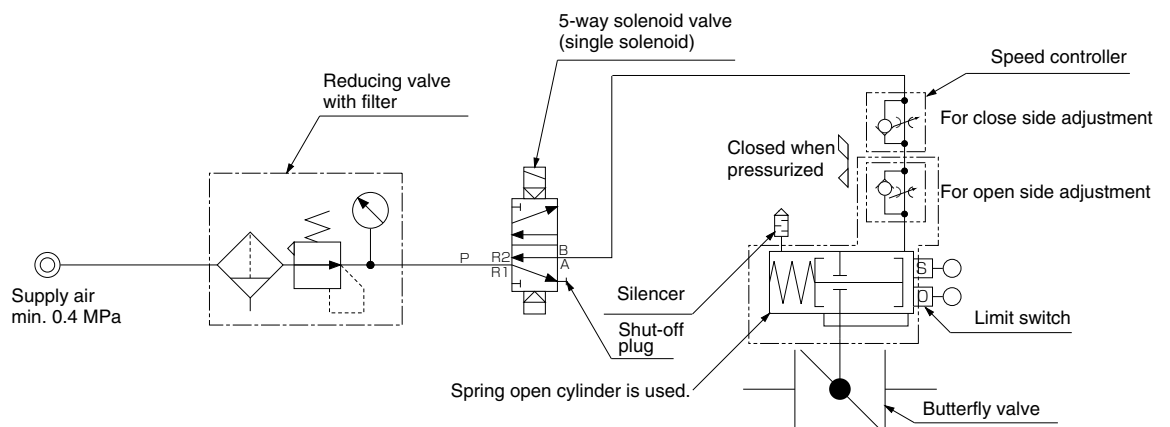 5-way solenoid valve
(single solenoid)
Speed controller
Reducing valve
with filter
For close side adjustment
Closed when
pressurized
For open side adjustment
P
R2
B
R1
A
Silencer
S
O
Supply air
min. 0.4 MPa
Shut-off
plug
Limit switch
Spring open cylinder is used.
Butterfly valve